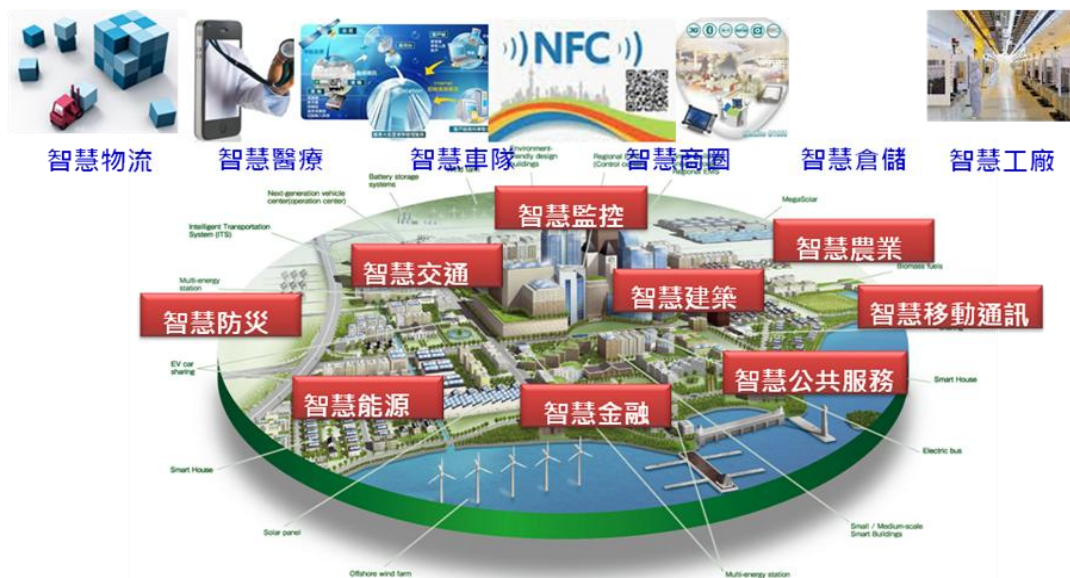 NFC
智慧物流
智慧醫療
智慧車隊
智慧商圈
智慧倉儲
智慧工廠
Battery storage
systems
Next-generation vehicle
center(operation center)
Intelligent Transportation
System (ITS)
Multi-energy
station
EV car
sharing
MegaSolar
Biomass fuels
智慧監控
智慧農業
智慧交通
智慧建築
智慧防災
智慧移動通訊
智慧公共服務
智慧能源
智慧金融
Smart House
Electric bus
Smart House
Solar panel
Small / Medium-scale
Smart Buildings
Offshore wind farm
Multi-energy station